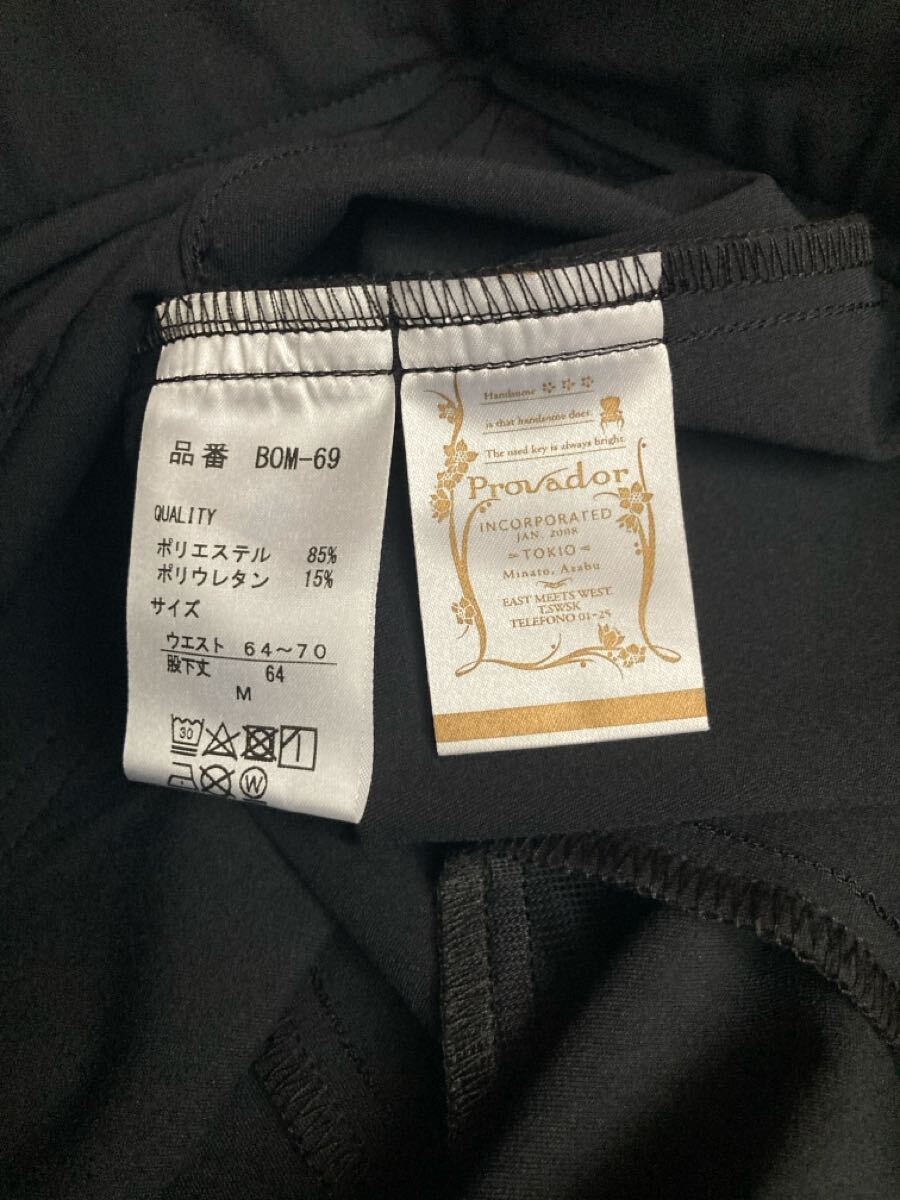 品番 BOM-69
QUALITY
ポリエステル 85%
ポリウレタン 15%
サイズ
ウエスト 64~70
股下丈 64
M
30
W
Handsome
is that handsome does.
The used key is always bright.
Provador
INCORPORATED
JAN. 2008
TOKIO
Minato, Azabu
EAST MEETS WEST.
T.SWSK
TELEFONO 01-25